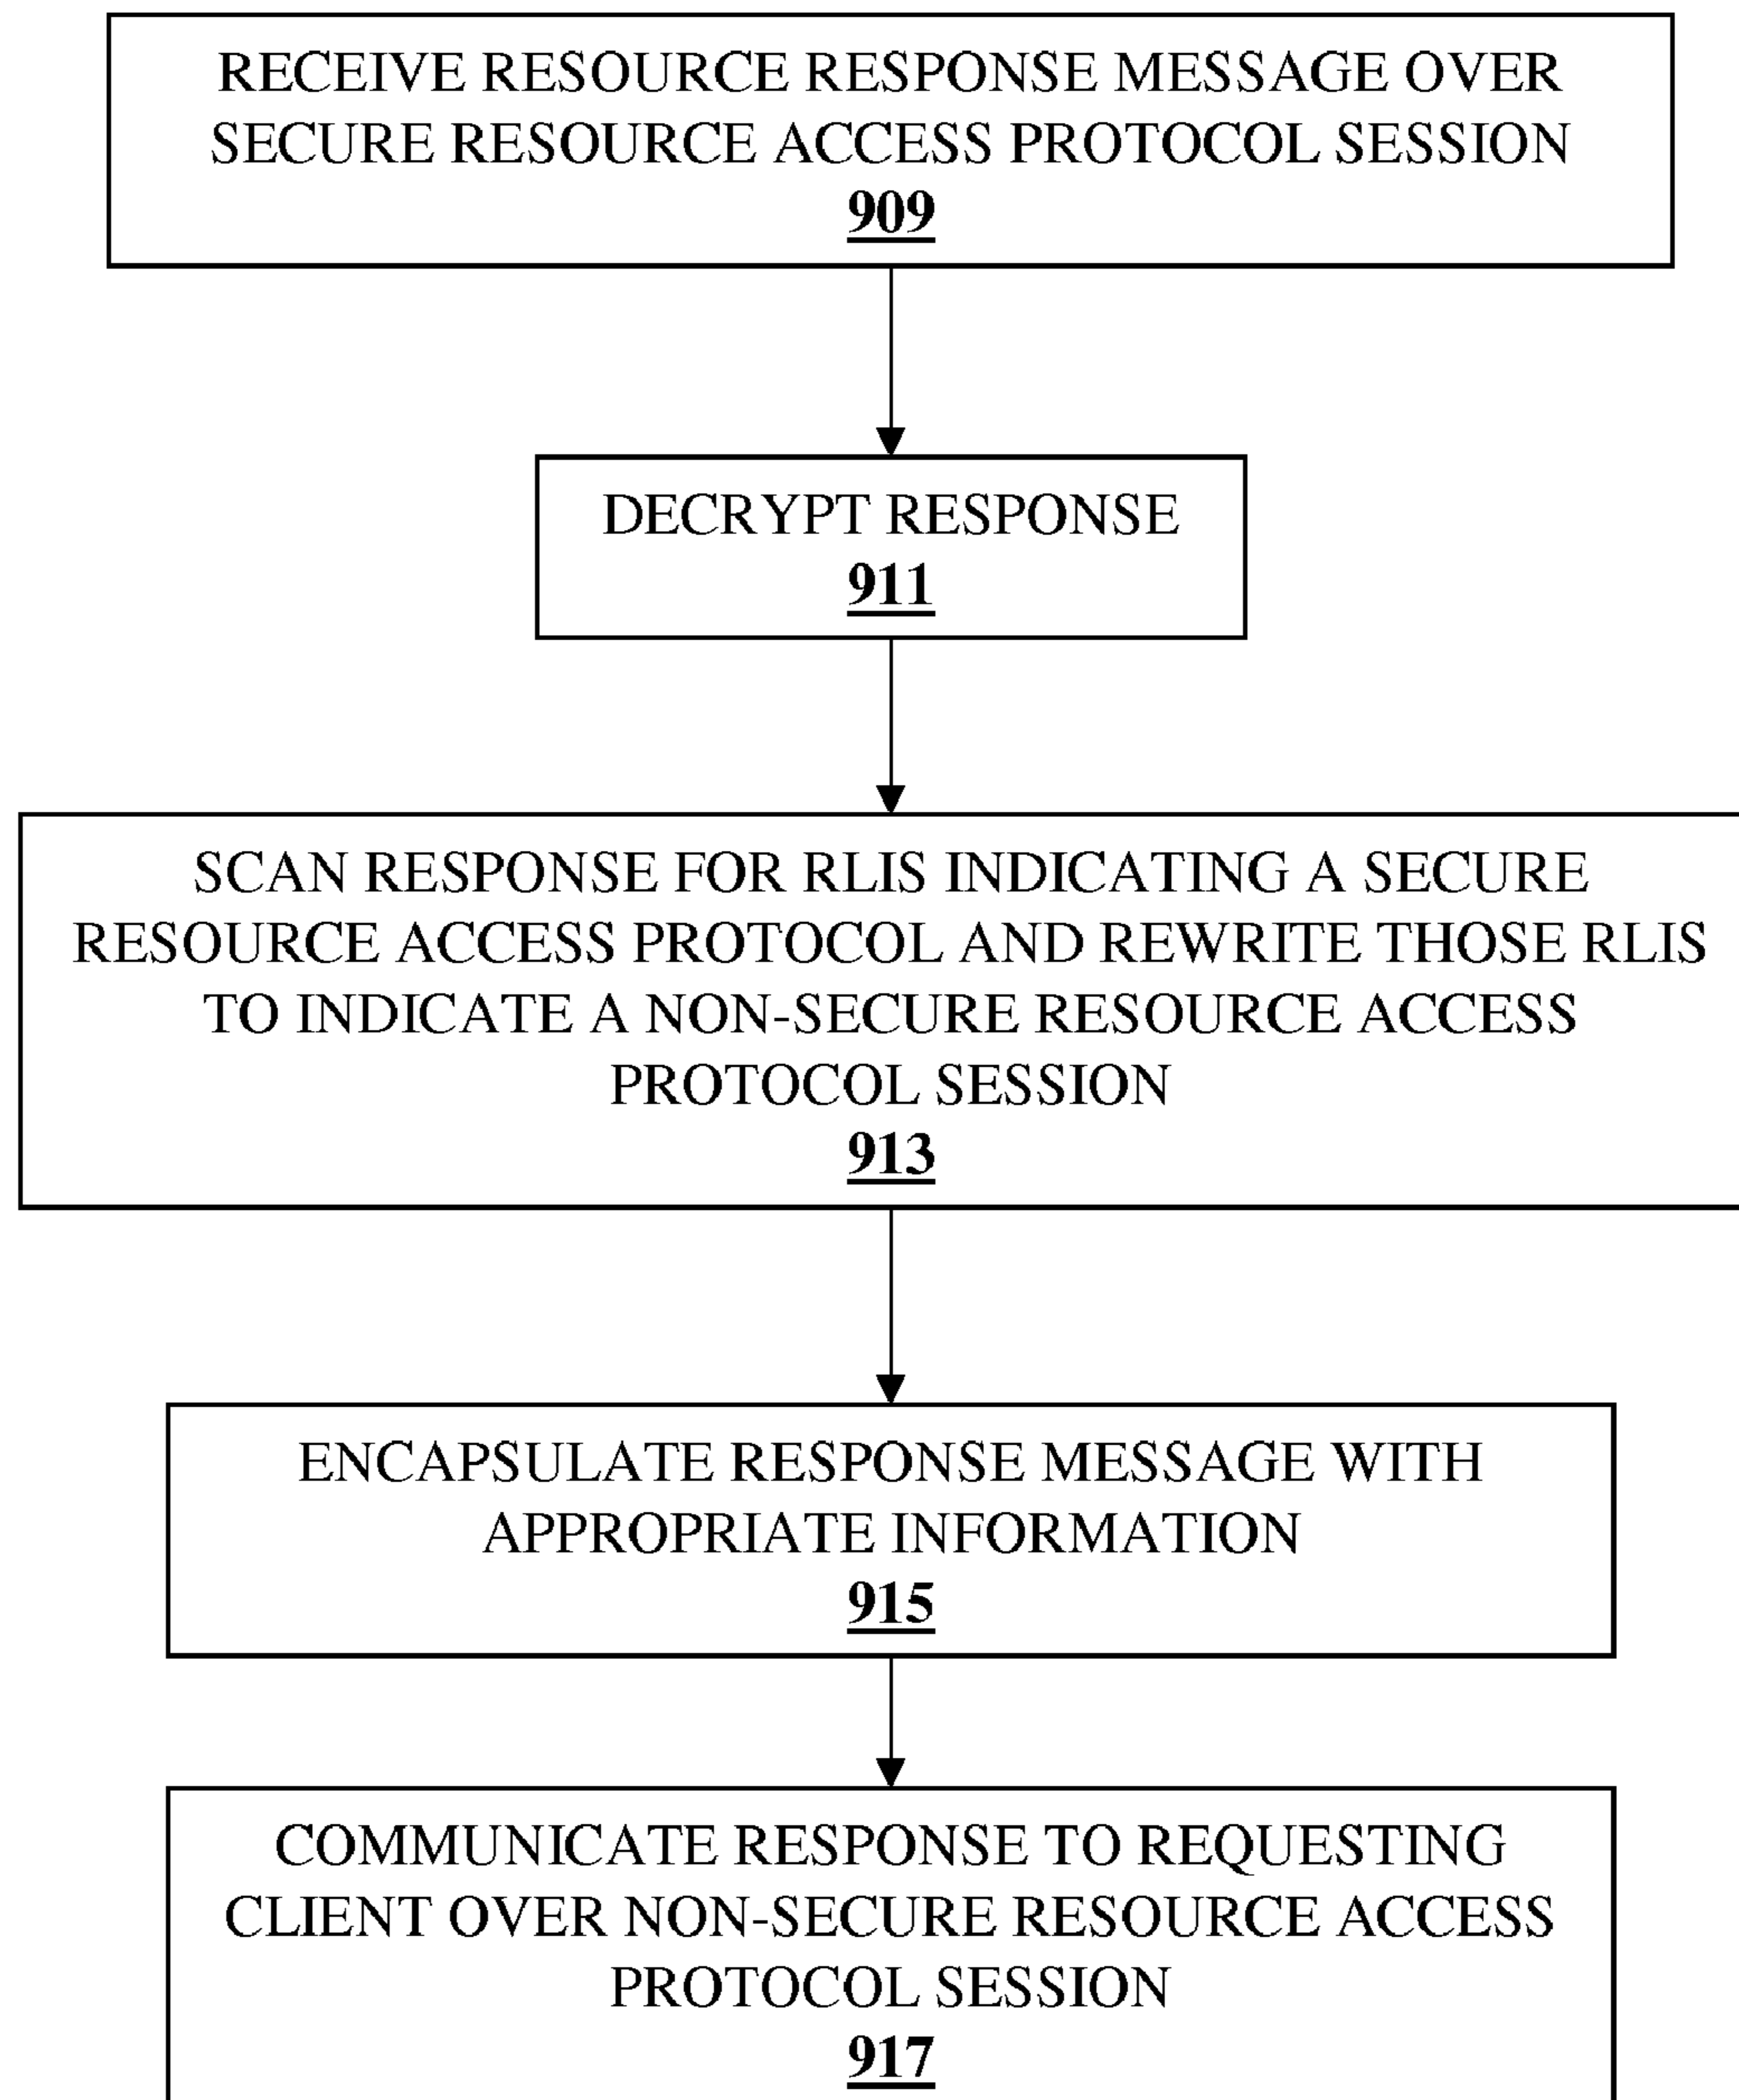 RECEIVE RESOURCE RESPONSE MESSAGE OVER
SECURE RESOURCE ACCESS PROTOCOL SESSION
909
DECRYPT RESPONSE
911
SCAN RESPONSE FOR RLIS INDICATING A SECURE
RESOURCE ACCESS PROTOCOL AND REWRITE THOSE RLIS
TO INDICATE A NON-SECURE RESOURCE ACCESS
PROTOCOL SESSION
913
ENCAPSULATE RESPONSE MESSAGE WITH
APPROPRIATE INFORMATION
915
COMMUNICATE RESPONSE TO REQUESTING
CLIENT OVER NON-SECURE RESOURCE ACCESS
PROTOCOL SESSION
917